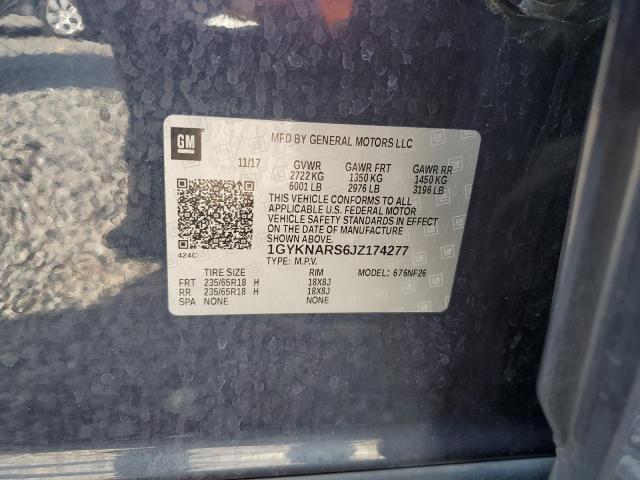 GM
MFD BY GENERAL MOTORS LLC
11/17 GVWR GAWR FRT GAWR RR
2722 KG 1350 KG 1450 KG
6001 LB 2976 LB 3196 LB
THIS VEHICLE CONFORMS TO ALL
APPLICABLE U.S. FEDERAL MOTOR
VEHICLE SAFETY STANDARDS IN EFFECT
ON THE DATE OF MANUFACTURE
SHOWN ABOVE.
424C 1GYKNARS6JZ174277
TYPE: M.P.V. MODEL: 676NF26
TIRE SIZE RIM
FRT 235/65R18 H 18X8J
RR 235/65R18 H 18X8J
SPA NONE NONE